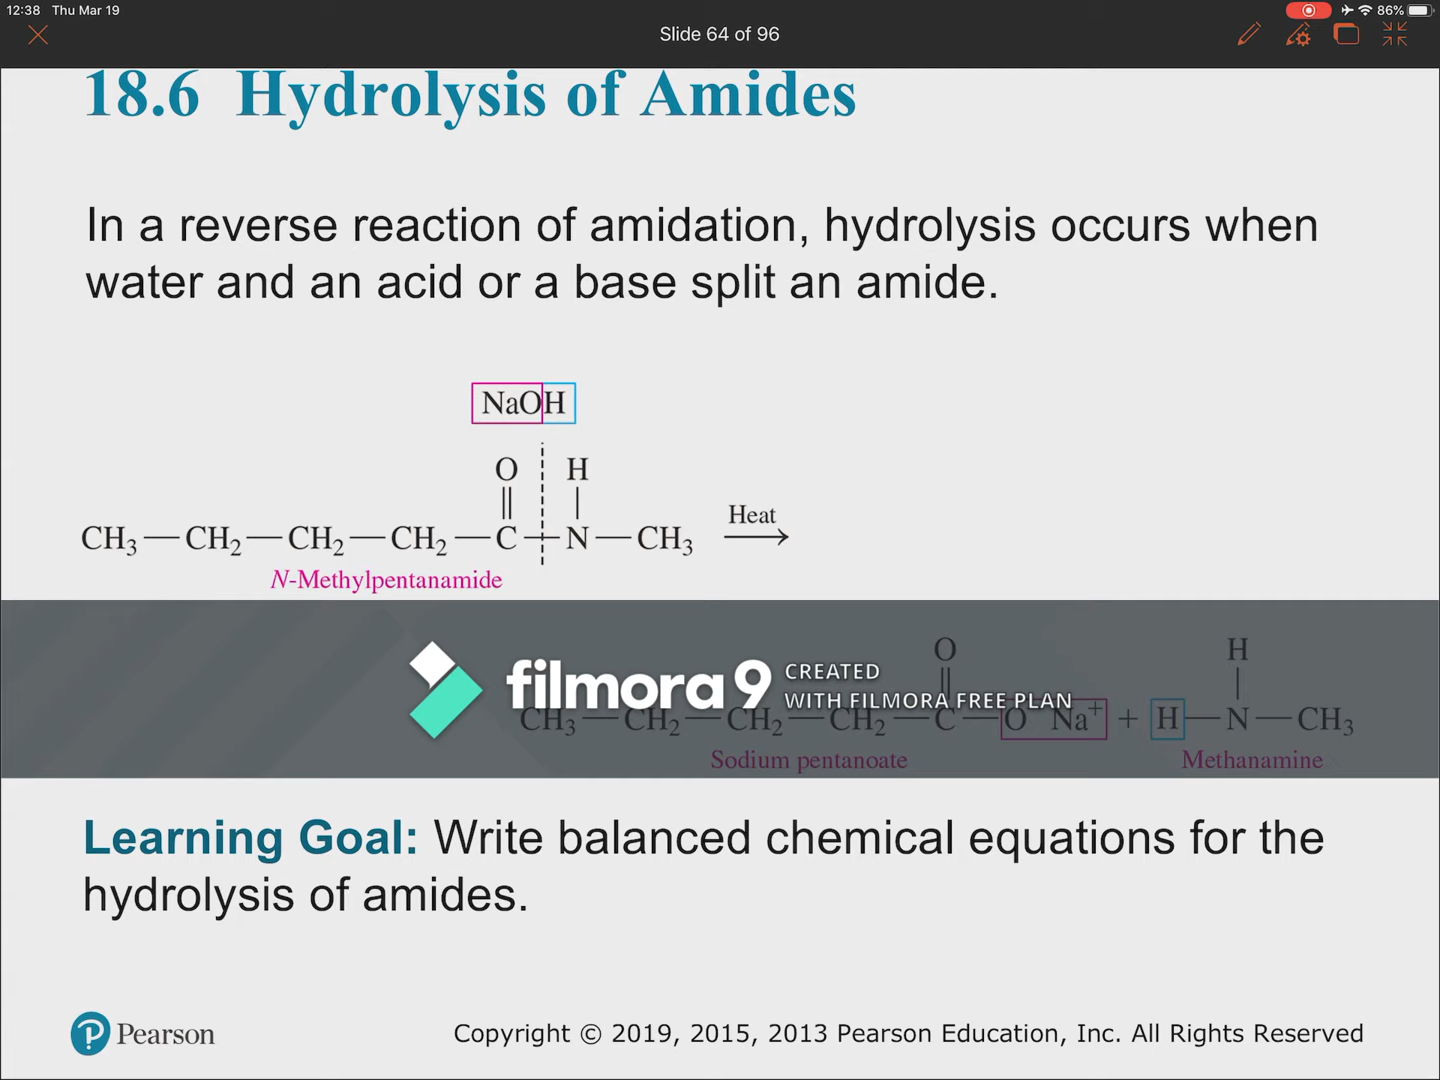 12:38 Thu Mar 19
86%
Slide 64 of 96
18.6 Hydrolysis of Amides
In a reverse reaction of amidation, hydrolysis occurs when
water and an acid or a base split an amide.
NaOH
O H
|| |
CH₃—CH₂—CH₂—CH₂—C—N—CH₃ Heat →
N-Methylpentanamide
O H
|| |
CH₃—CH₂—CH₂—CH₂—C—O⁻ Na⁺ + H—N—CH₃
Sodium pentanoate Methanamine
filmora9 CREATED
WITH FILMORA FREE PLAN
Learning Goal: Write balanced chemical equations for the
hydrolysis of amides.
P Pearson
Copyright © 2019, 2015, 2013 Pearson Education, Inc. All Rights Reserved